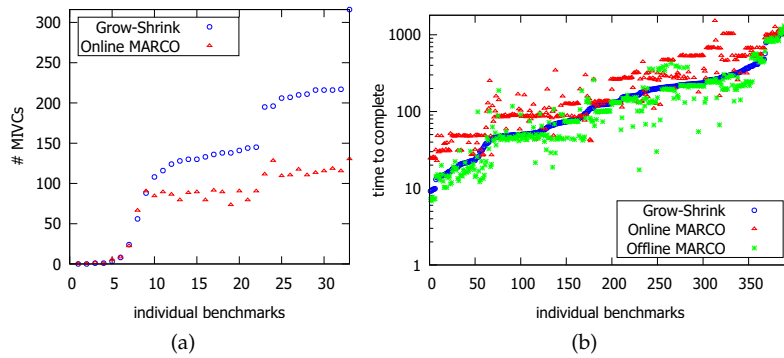 Grow-Shrink
Online MARCO
# MIVCs
0
50
100
150
200
250
300
0 5 10 15 20 25 30
individual benchmarks
(a)
Grow-Shrink
Online MARCO
Offline MARCO
time to complete
1
10
100
1000
0 50 100 150 200 250 300 350
individual benchmarks
(b)